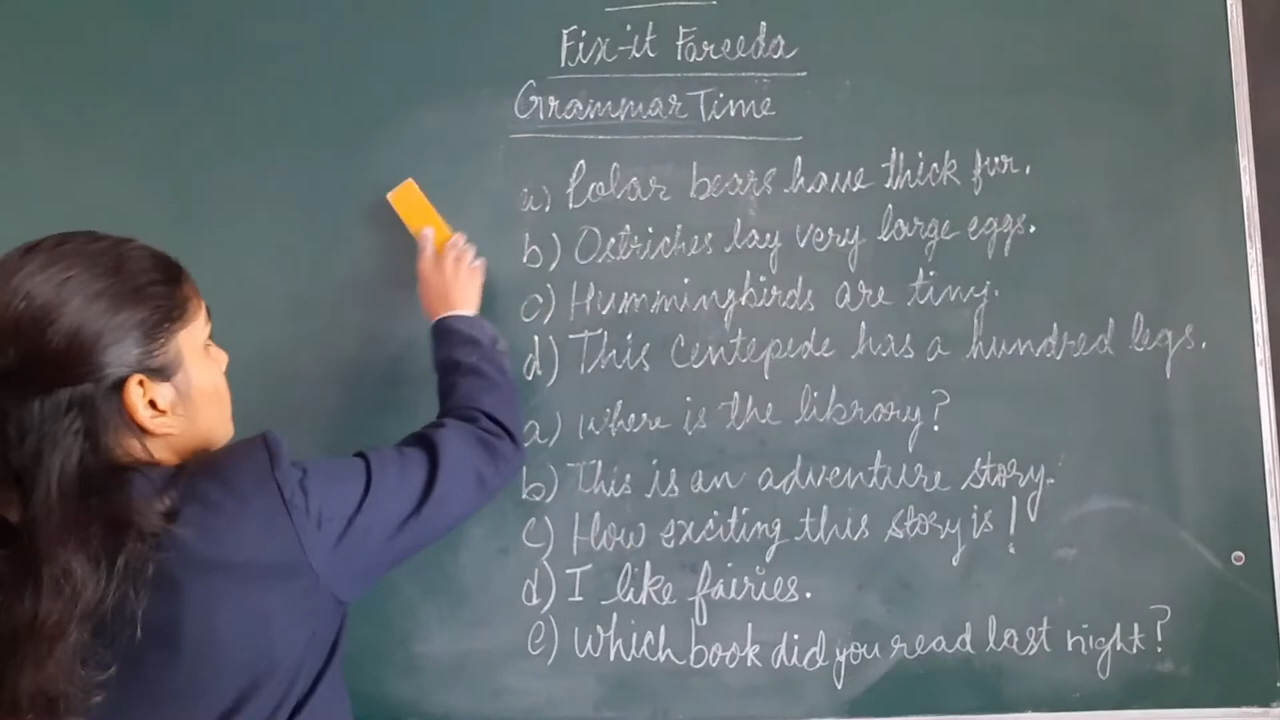 Fix-it Fareeda
Grammar Time
a) Polar bears have thick fur.
b) Ostriches lay very large eggs.
c) Hummingbirds are tiny.
d) This Centepede has a hundred legs.
a) Where is the library?
b) This is an adventure story.
c) How exciting this story is!
d) I like fairies.
e) Which book did you read last night?